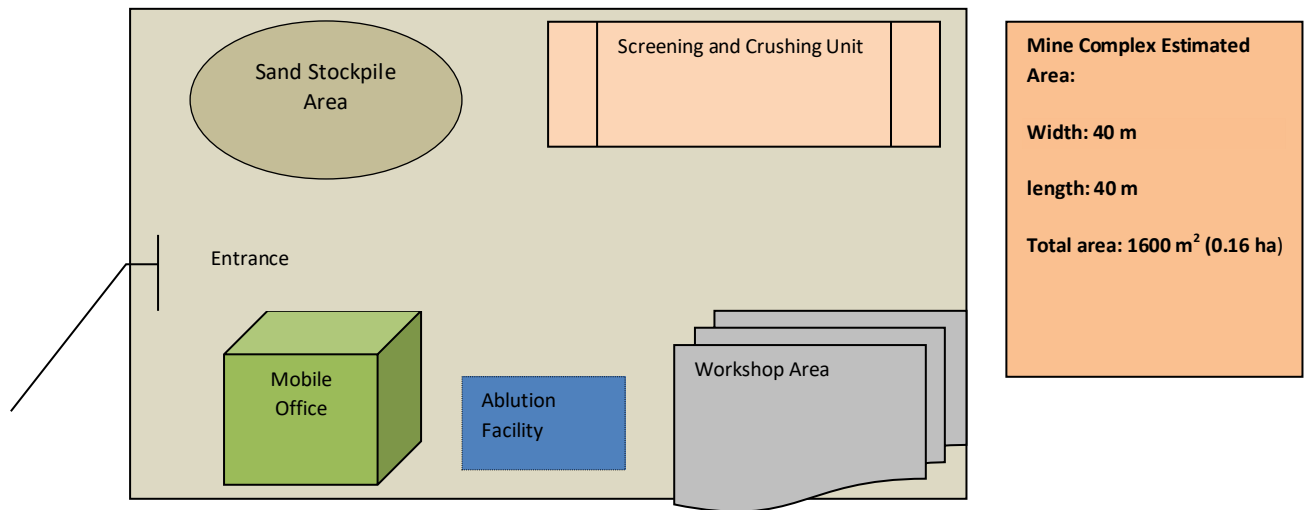 Sand Stockpile
Area
Screening and Crushing Unit
Entrance
Mobile
Office
Ablution
Facility
Workshop Area
Mine Complex Estimated
Area:
Width: 40 m
length: 40 m
Total area: 1600 m² (0.16 ha)